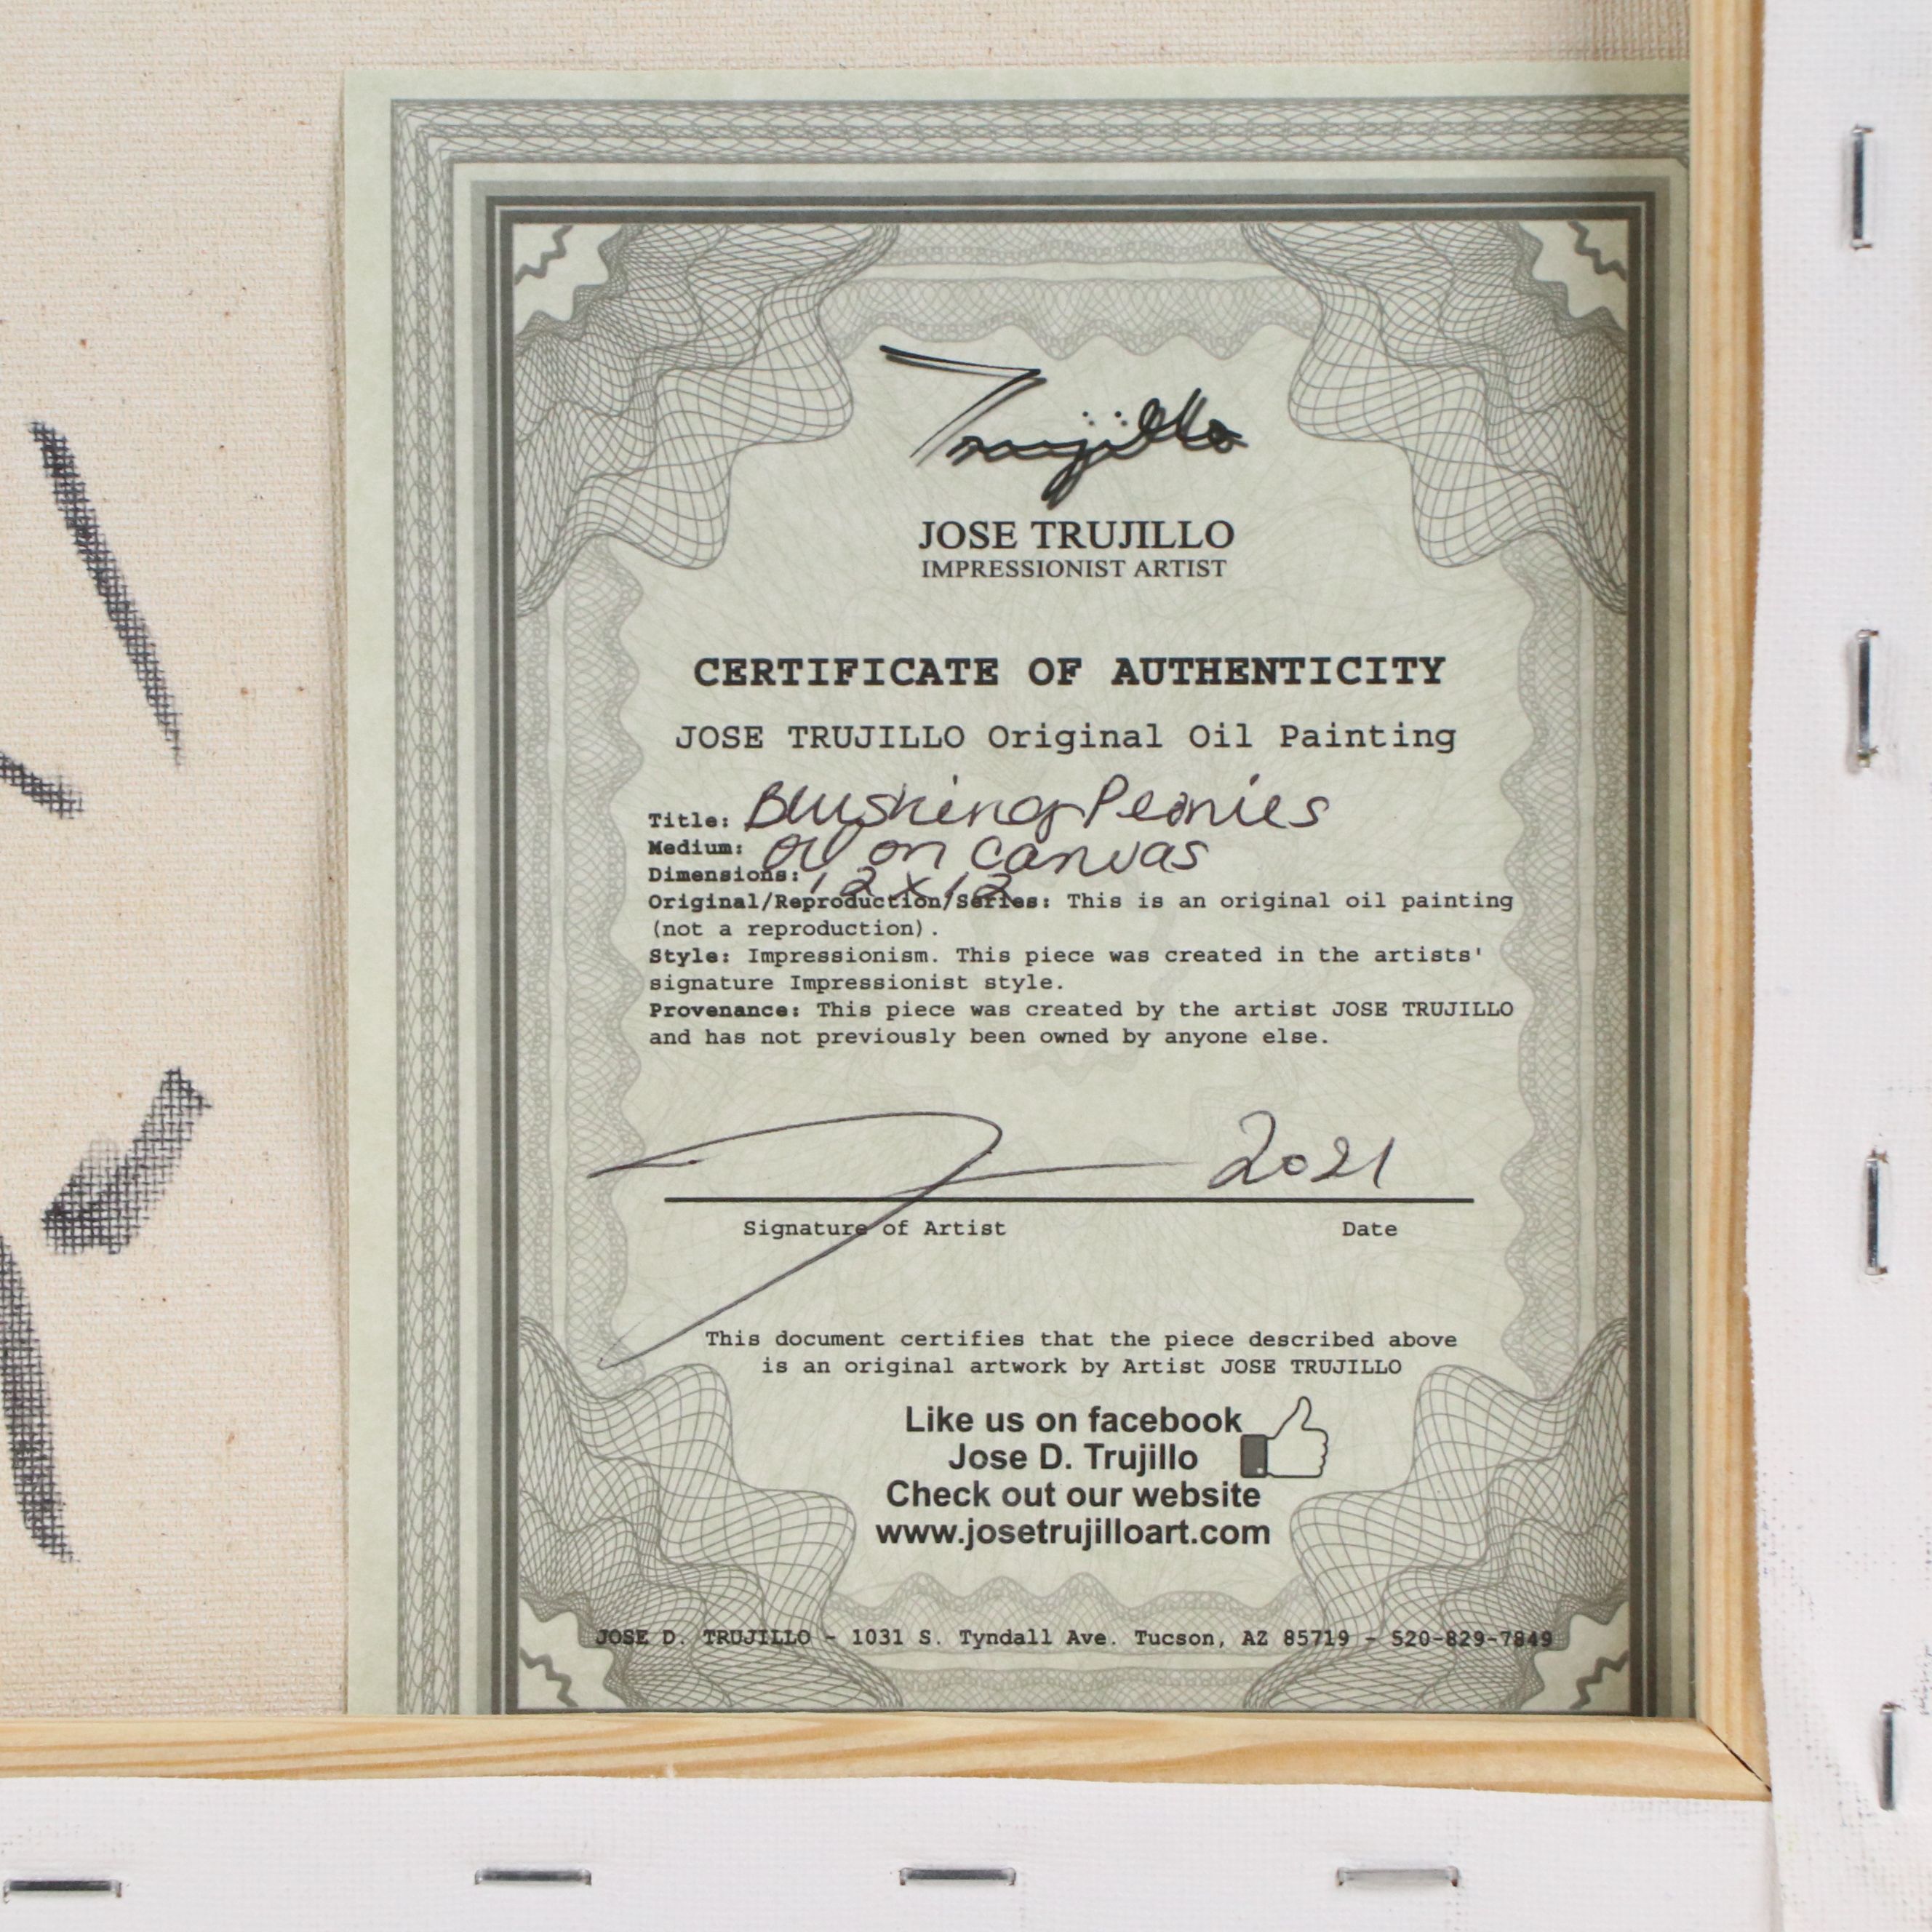 Trujillo
JOSE TRUJILLO
IMPRESSIONIST ARTIST
CERTIFICATE OF AUTHENTICITY
JOSE TRUJILLO Original Oil Painting
Title: Blushing Peonies
Medium: Oil on canvas
Dimensions: 12x12
Original/Reproduction/Series: This is an original oil painting
(not a reproduction).
Style: Impressionism. This piece was created in the artists'
signature Impressionist style.
Provenance: This piece was created by the artist JOSE TRUJILLO
and has not previously been owned by anyone else.
2021
Signature of Artist Date
This document certifies that the piece described above
is an original artwork by Artist JOSE TRUJILLO
Like us on facebook
Jose D. Trujillo
Check out our website
www.josetrujilloart.com
JOSE D. TRUJILLO - 1031 S. Tyndall Ave. Tucson, AZ 85719 - 520-829-7849